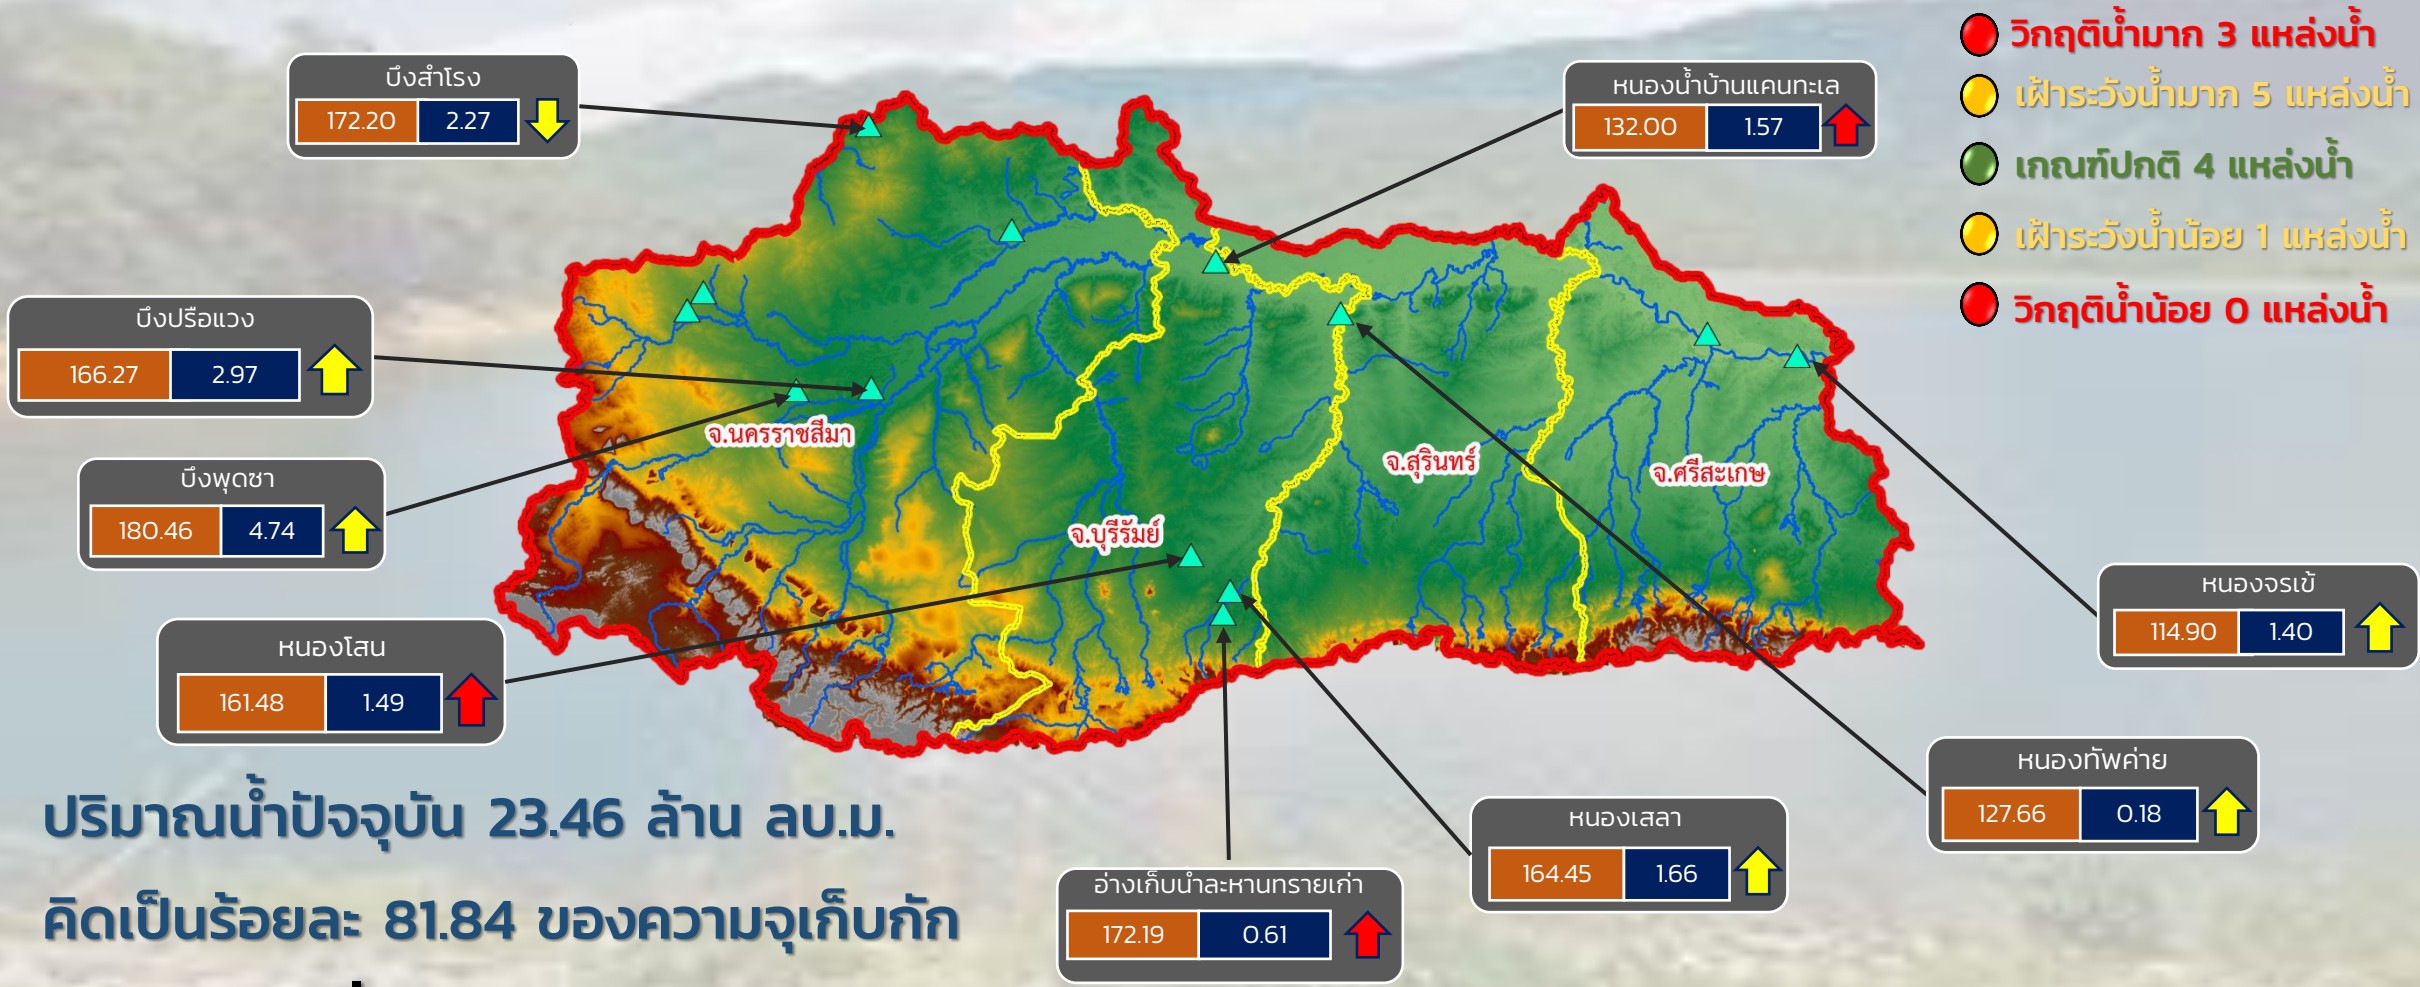 วิกฤติน้ำมาก 3 แหล่งน้ำ
เฝ้าระวังน้ำมาก 5 แหล่งน้ำ
เกณฑ์ปกติ 4 แหล่งน้ำ
เฝ้าระวังน้ำน้อย 1 แหล่งน้ำ
วิกฤติน้ำน้อย 0 แหล่งน้ำ
บึงสำโรง
172.20 2.27
หนองน้ำบ้านแคนทะเล
132.00 1.57
บึงปรือแวง
166.27 2.97
บึงพุดซา
180.46 4.74
หนองโสน
161.48 1.49
จ.นครราชสีมา
จ.บุรีรัมย์
จ.สุรินทร์
จ.ศรีสะเกษ
หนองจรเข้
114.90 1.40
หนองทัพค่าย
127.66 0.18
หนองเสลา
164.45 1.66
อ่างเก็บน้ำละหานทรายเก่า
172.19 0.61
ปริมาณน้ำปัจจุบัน 23.46 ล้าน ลบ.ม.
คิดเป็นร้อยละ 81.84 ของความจุเก็บกัก